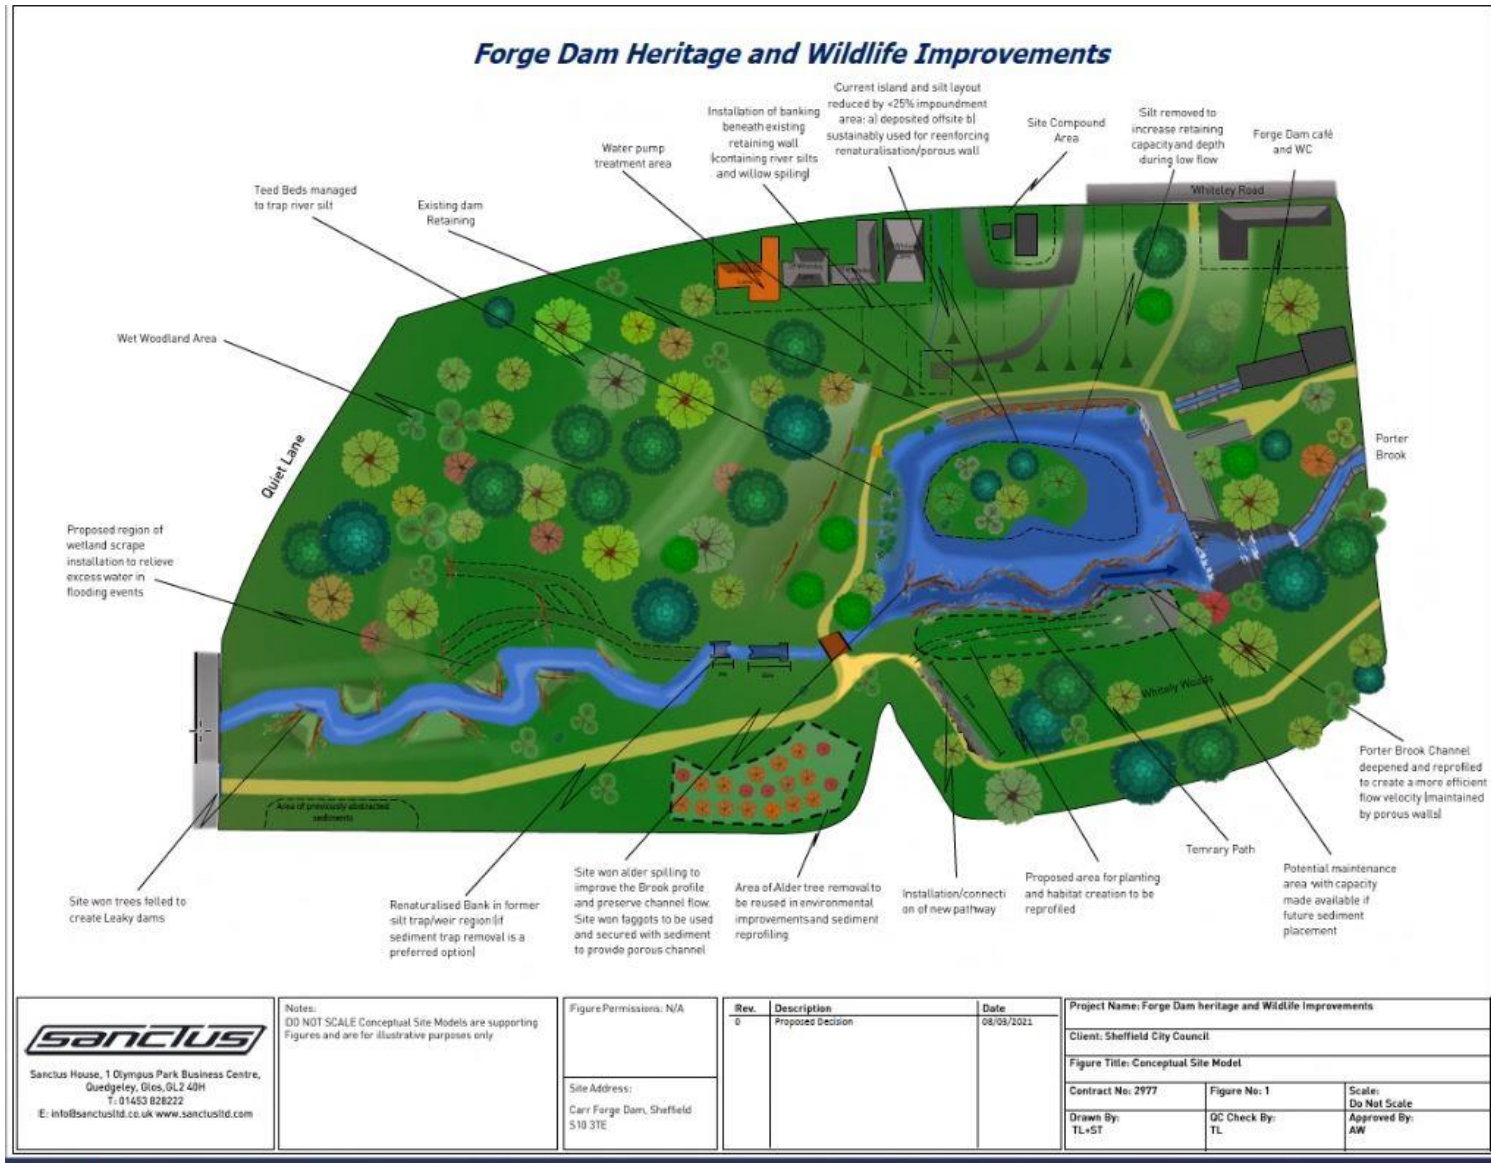 Forge Dam Heritage and Wildlife Improvements
Current island and silt layout
reduced by <25% impoundment
area: a) deposited offsite b)
sustainably used for reenforcing
renaturalisation/porous wall
Installation of banking
beneath existing
retaining wall
(containing river silts
and willow spiling)
Water pump
treatment area
Site Compound
Area
Silt removed to
increase retaining
capacity and depth
during low flow
Forge Dam café
and WC
Teed Beds managed
to trap river silt
Existing dam
Retaining
Whiteley Road
Wet Woodland Area
Quiet Lane
Porter
Brook
Proposed region of
wetland scrape
installation to relieve
excess water in
flooding events
Whitely Woods
Area of previously abstracted
sediments
Porter Brook Channel
deepened and reprofiled
to create a more efficient
flow velocity (maintained
by porous walls)
Temrary Path
Site won trees felled to
create Leaky dams
Renaturalised Bank in former
silt trap/weir region(if
sediment trap removal is a
preferred option)
Site won alder spilling to
improve the Brook profile
and preserve channel flow.
Site won faggots to be used
and secured with sediment
to provide porous channel
Area of Alder tree removal to
be reused in environmental
improvements and sediment
reprofiling
Installation/connecti
on of new pathway
Proposed area for planting
and habitat creation to be
reprofiled
Potential maintenance
area with capacity
made available if
future sediment
placement
sanctus
Sanctus House, 1 Olympus Park Business Centre,
Quedgeley, Glos,GL2 4DH
T: 01453 828222
E: info@sanctusltd.co.uk www.sanctusltd.com
Notes:
DO NOT SCALE Conceptual Site Models are supporting
Figures and are for illustrative purposes only
Figure Permissions: N/A
Site Address:
Carr Forge Dam, Sheffield
S10 3TE
Rev. Description Date
0 Proposed Decision 08/03/2021
Project Name: Forge Dam heritage and Wildlife Improvements
Client: Sheffield City Council
Figure Title: Conceptual Site Model
Contract No: 2977
Figure No: 1
Scale:
Do Not Scale
Drawn By:
TL+ST
QC Check By:
TL
Approved By:
AW